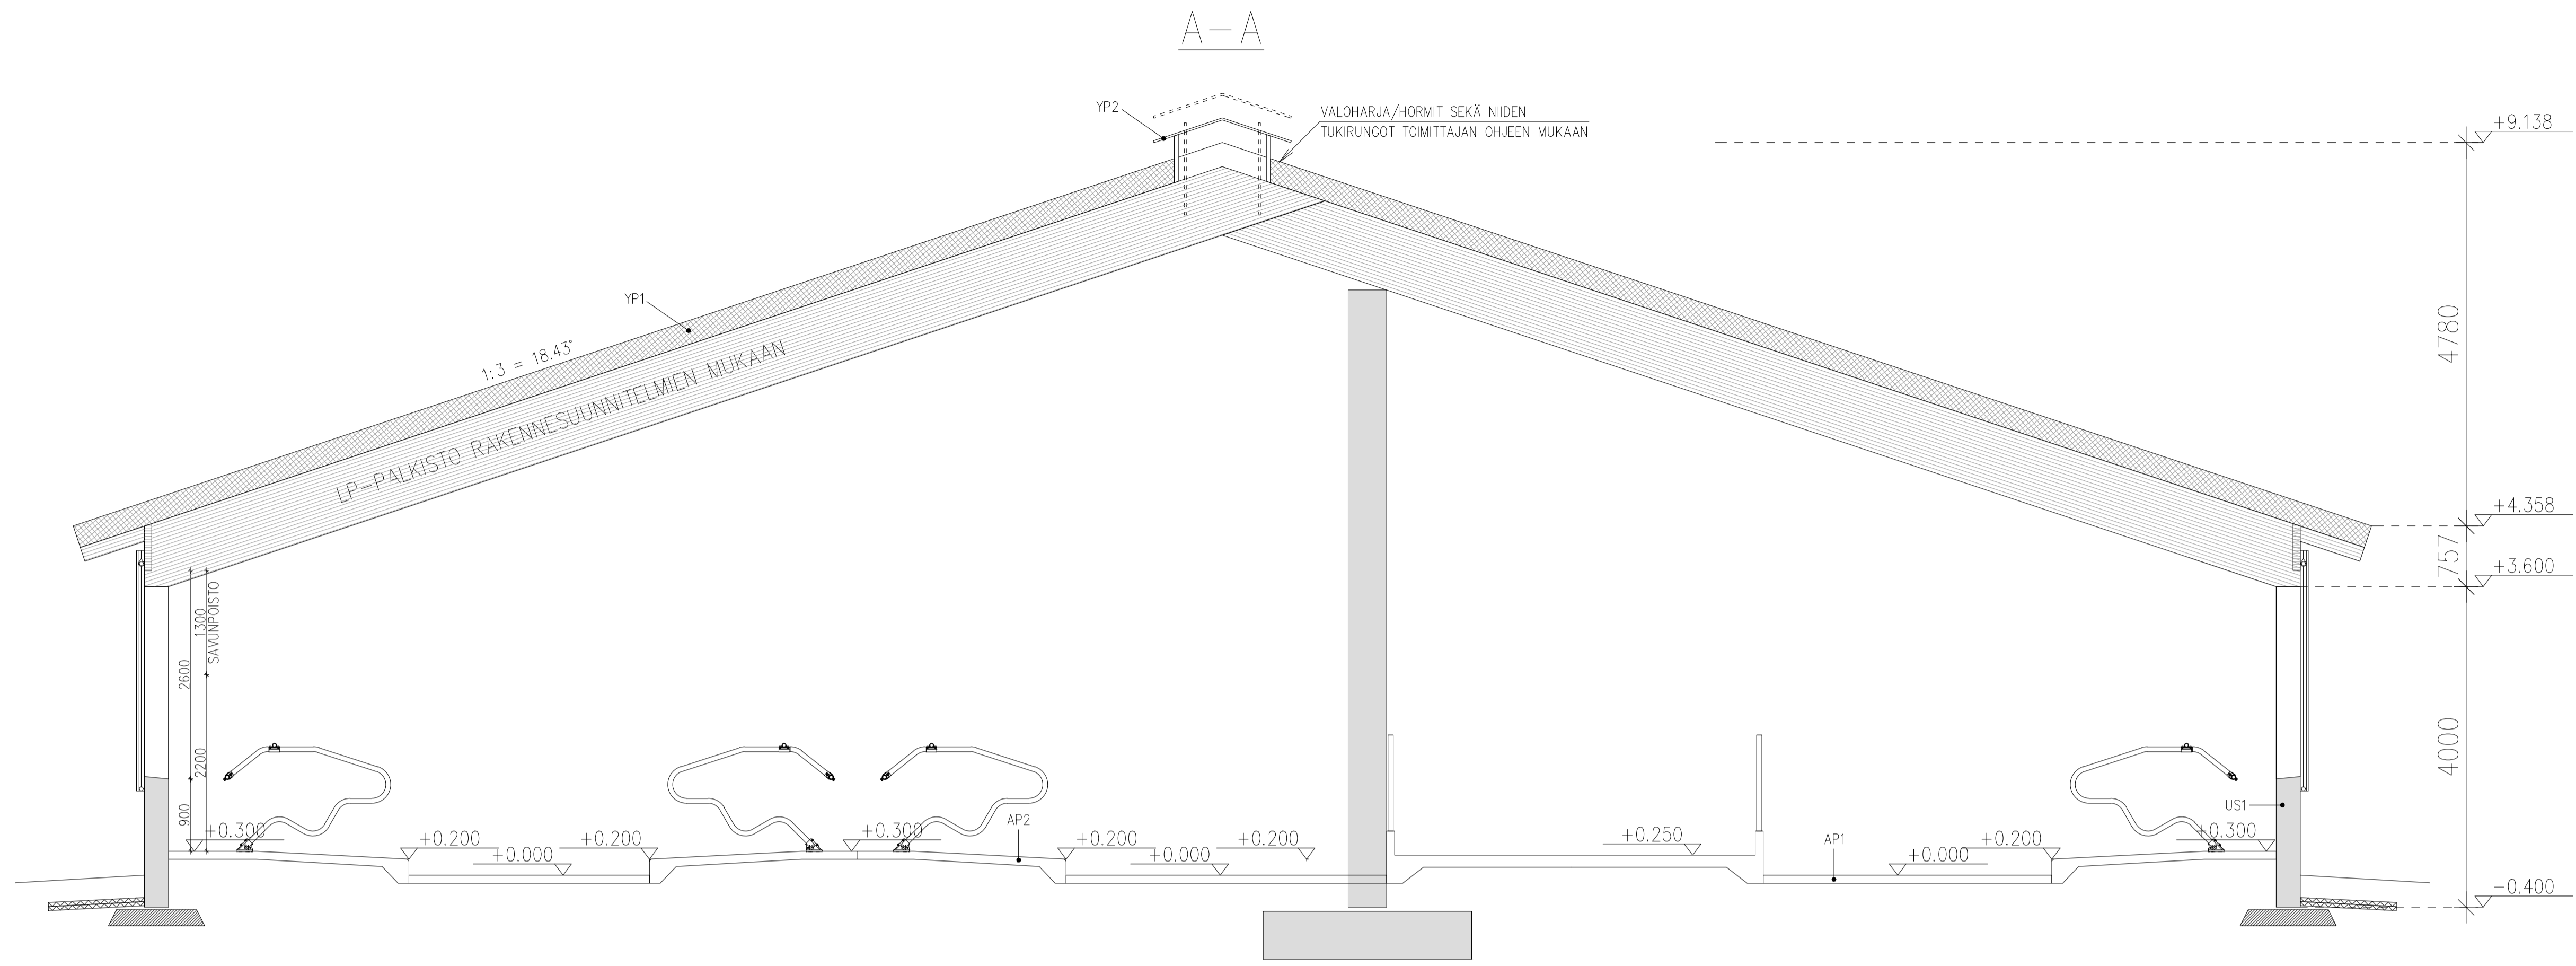 A-A
YP2
VALOHARJA/HORMIT SEKÄ NIIDEN
TUKIRUNGOT TOIMITTAJAN OHJEEN MUKAAN
+9.138
YP1
1:3 = 18.43°
LP-PALKISTO RAKENNESUUNNITELMIEN MUKAAN
4780
+4.358
757
+3.600
1300
SAVUNPOISTO
2600
2200
900
4000
+0.300
+0.200
+0.000
+0.200
+0.300
AP2
+0.200
+0.000
+0.200
+0.250
AP1
+0.000
+0.200
US1
+0.300
-0.400